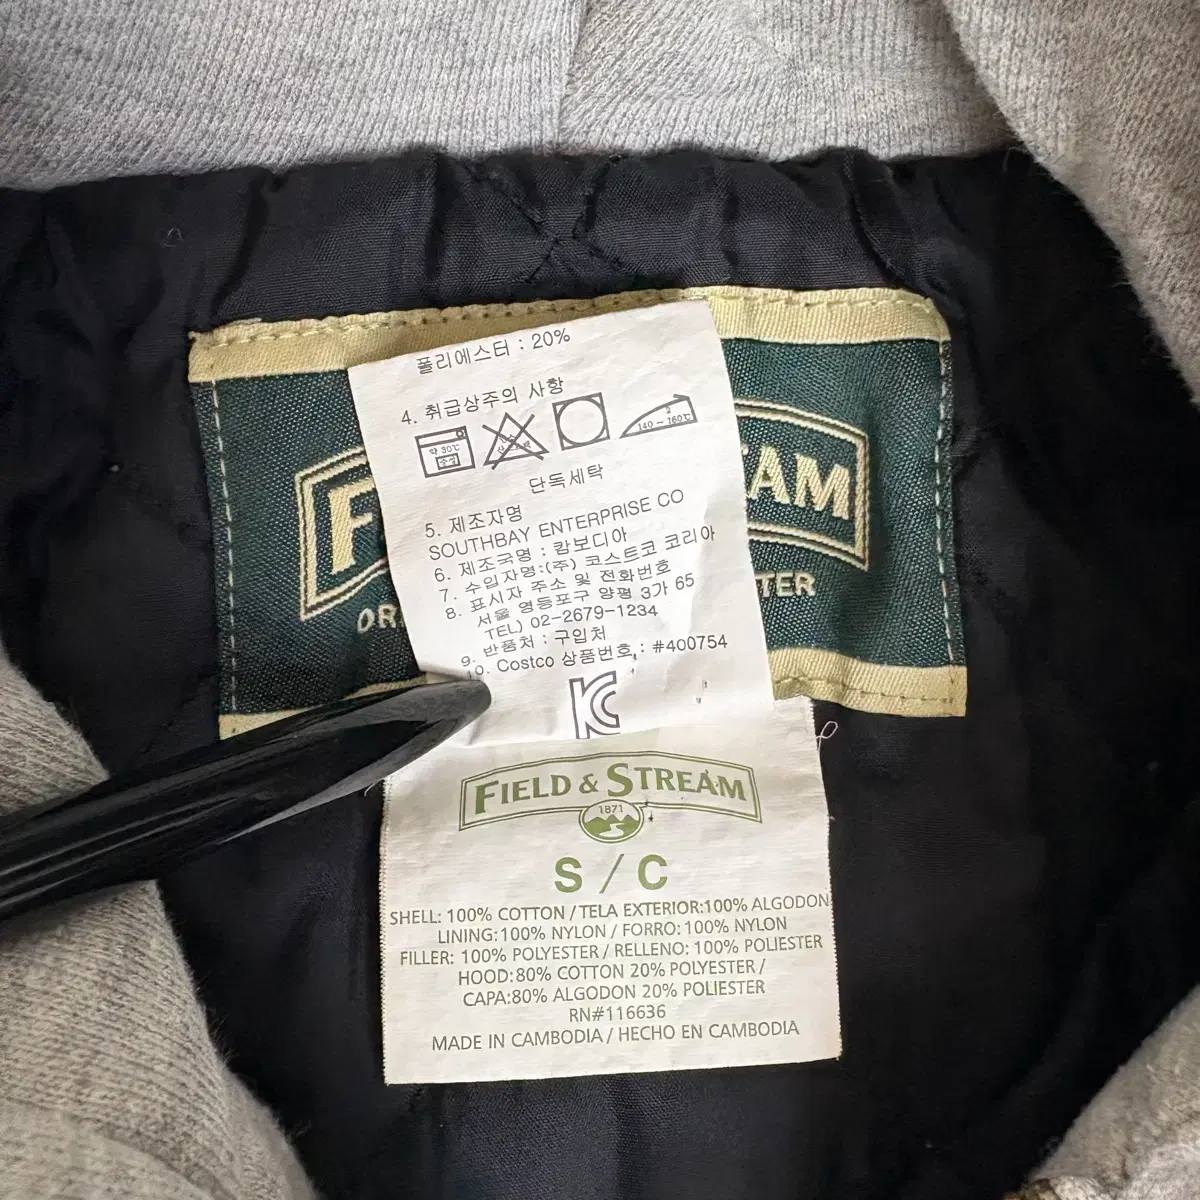 폴리에스터 : 20%
4. 취급상주의 사항
약 30℃
중성
140 ~ 160℃
단독세탁
5. 제조자명
SOUTHBAY ENTERPRISE CO
6. 제조국명 : 캄보디아
7. 수입자명:(주) 코스트코 코리아
8. 표시자 주소 및 전화번호
서울 영등포구 양평 3가 65
TEL) 02-2679-1234
9. 반품처 : 구입처
10. Costco 상품번호 : #400754
FIELD & STREAM
1871
S / C
SHELL: 100% COTTON / TELA EXTERIOR:100% ALGODON
LINING:100% NYLON / FORRO:100% NYLON
FILLER: 100% POLYESTER / RELLENO: 100% POLIESTER
HOOD:80% COTTON 20% POLYESTER /
CAPA:80% ALGODON 20% POLIESTER
RN#116636
MADE IN CAMBODIA / HECHO EN CAMBODIA